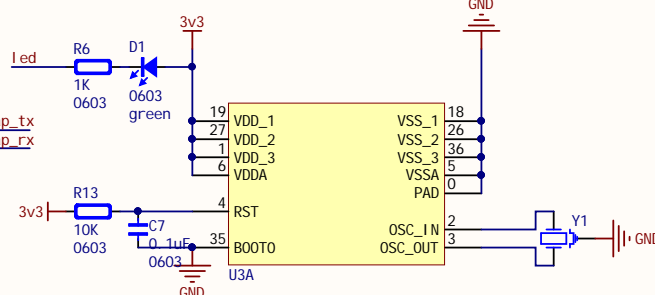 GND
3v3
led
R6
D1
1K
0603
0603
green
p_tx
p_rx
19
VDD_1
27
VDD_2
1
VDD_3
6
VDDA
VSS_1
18
VSS_2
26
VSS_3
36
VSSA
5
PAD
0
3v3
R13
10K
0603
C7
0.1uF
0603
4
RST
35
BOOT0
OSC_IN
2
OSC_OUT
3
Y1
GND
U3A
GND